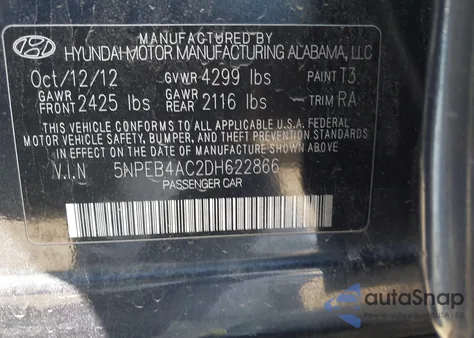 MANUFACTURED BY
HYUNDAI MOTOR MANUFACTURING ALABAMA, LLC
Oct/12/12 GVWR 4299 lbs PAINT T3
GAWR FRONT 2425 lbs GAWR REAR 2116 lbs TRIM RA
THIS VEHICLE CONFORMS TO ALL APPLICABLE U.S.A. FEDERAL
MOTOR VEHICLE SAFETY, BUMPER, AND THEFT PREVENTION STANDARDS
IN EFFECT ON THE DATE OF MANUFACTURE SHOWN ABOVE.
V.I.N 5NPEB4AC2DH622866
PASSENGER CAR
autoSnap